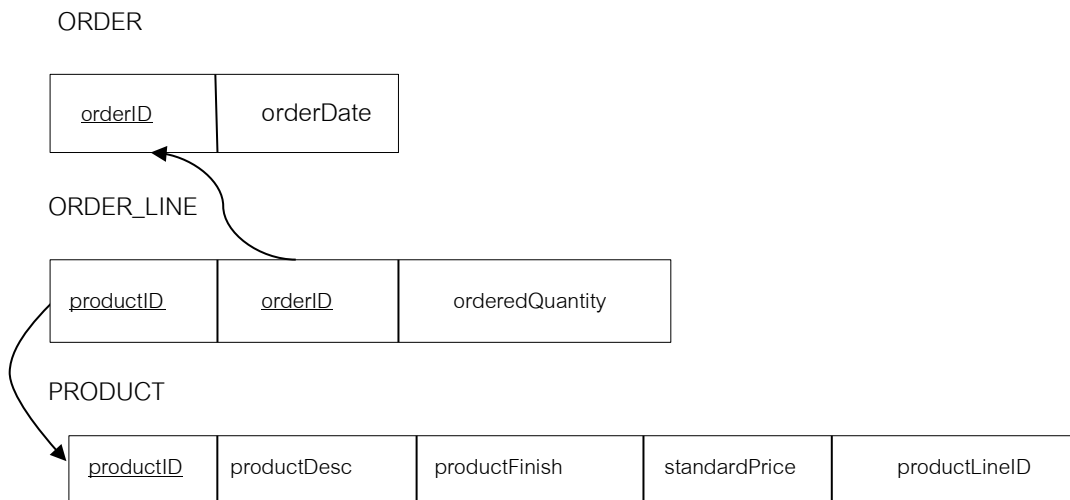 ORDER
orderID orderDate
ORDER_LINE
productID orderID orderedQuantity
PRODUCT
productID productDesc productFinish standardPrice productLineID